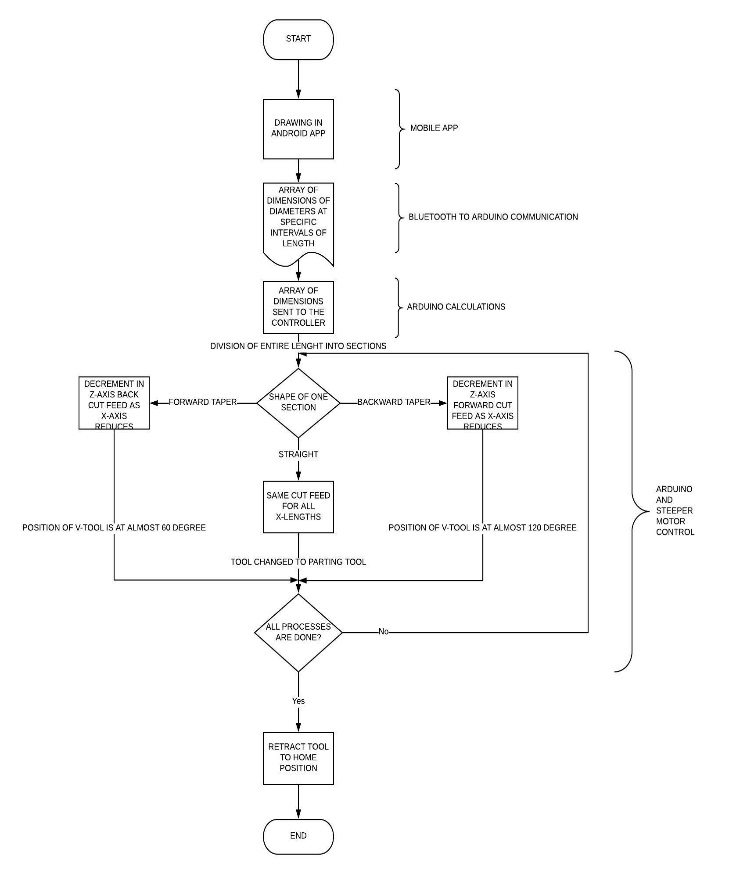 START
DRAWING IN
ANDROID APP
MOBILE APP
ARRAY OF
DIMENSIONS OF
DIAMETERS AT
SPECIFIC
INTERVALS OF
LENGTH
BLUETOOTH TO ARDUINO COMMUNICATION
ARRAY OF
DIMENSIONS
SENT TO THE
CONTROLLER
ARDUINO CALCULATIONS
DIVISION OF ENTIRE LENGHT INTO SECTIONS
DECREMENT IN
Z-AXIS BACK
CUT FEED AS
X-AXIS
REDUCES
FORWARD TAPER
SHAPE OF ONE
SECTION
BACKWARD TAPER
DECREMENT IN
Z-AXIS
FORWARD CUT
FEED AS X-AXIS
REDUCES
STRAIGHT
SAME CUT FEED
FOR ALL
X-LENGTHS
ARDUINO
AND
STEEPER
MOTOR
CONTROL
POSITION OF V-TOOL IS AT ALMOST 60 DEGREE
POSITION OF V-TOOL IS AT ALMOST 120 DEGREE
TOOL CHANGED TO PARTING TOOL
ALL PROCESSES
ARE DONE?
No
Yes
RETRACT TOOL
TO HOME
POSITION
END